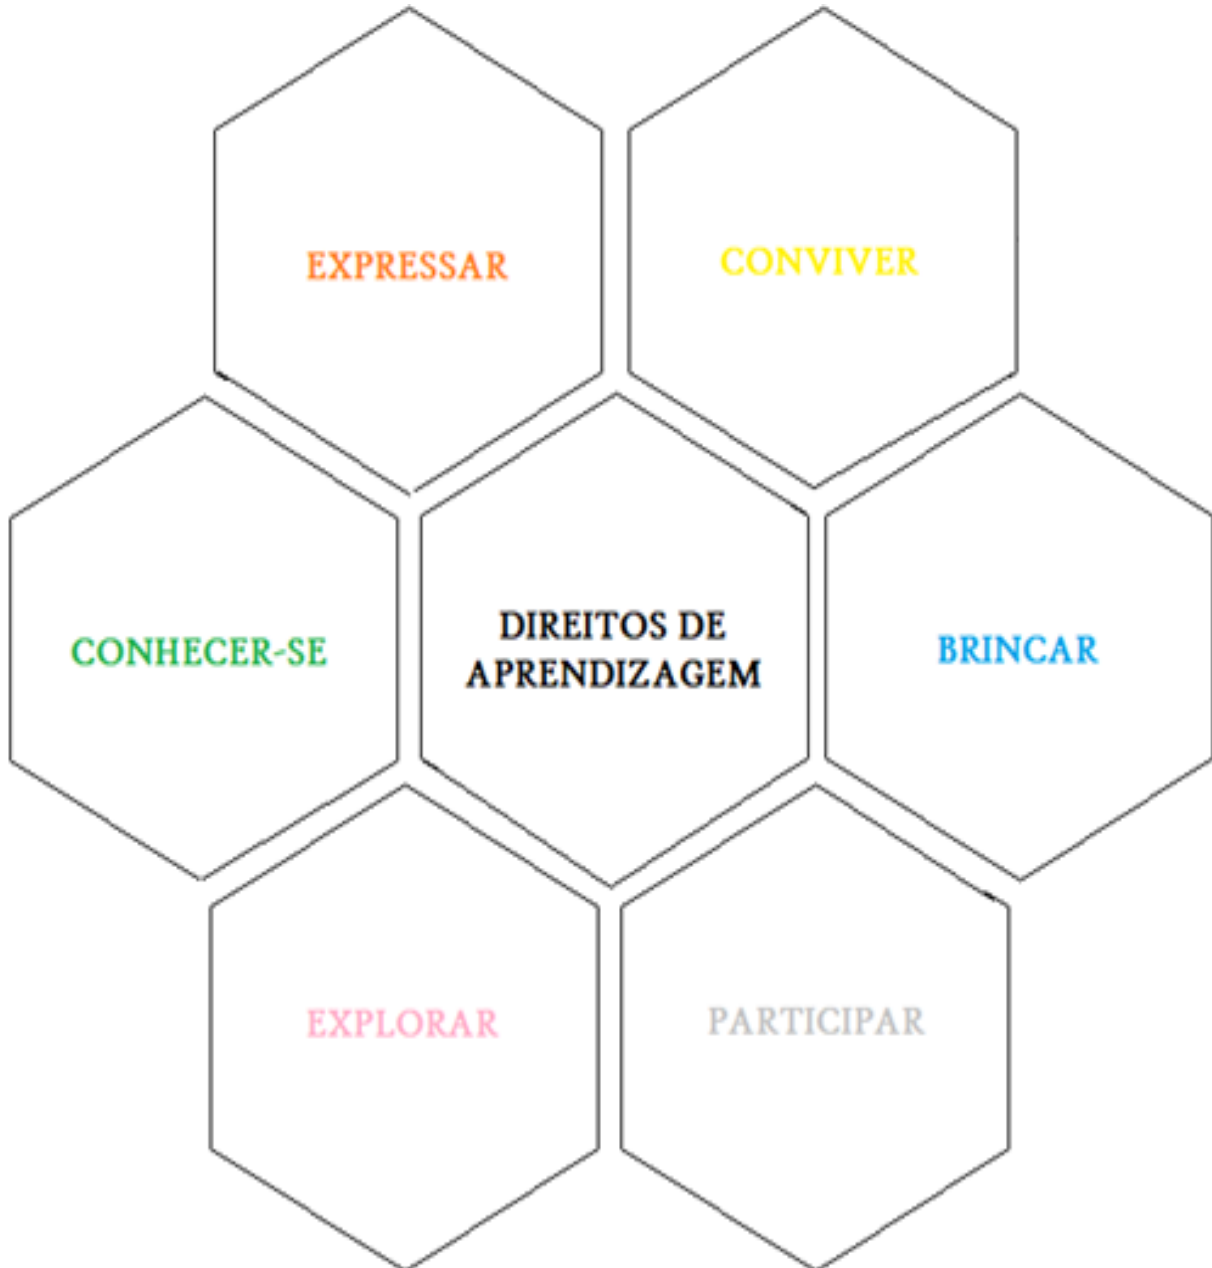 EXPRESSAR
CONVIVER
CONHECER-SE
DIREITOS DE
APRENDIZAGEM
BRINCAR
EXPLORAR
PARTICIPAR